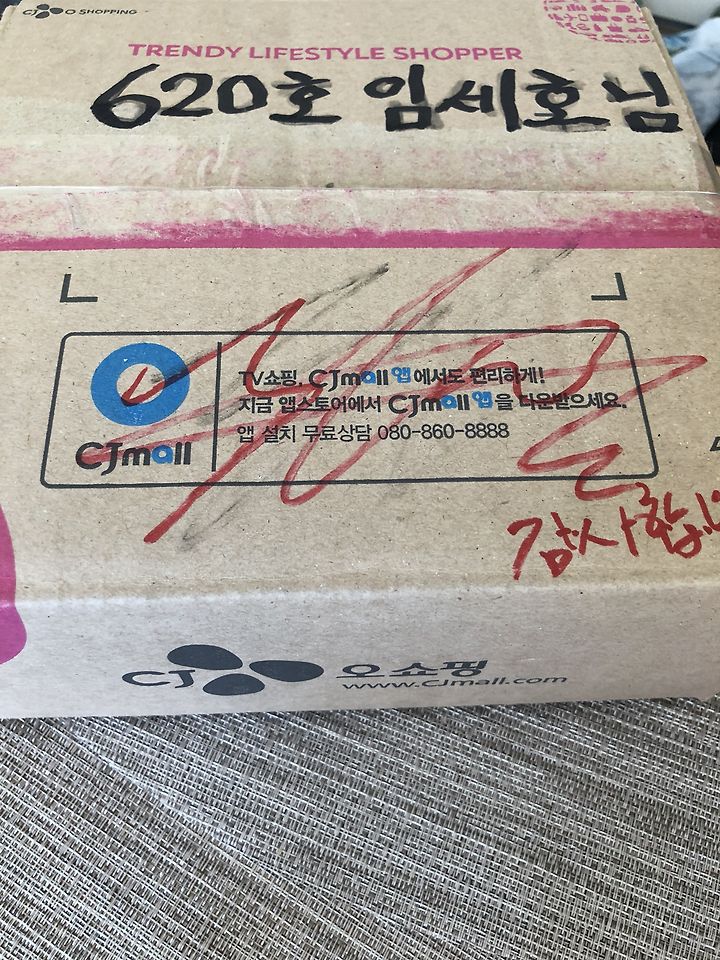 CJ O SHOPPING
TRENDY LIFESTYLE SHOPPER
620호 임세호님
TV쇼핑, CJmall 앱에서도 편리하게!
지금 앱스토어에서 CJmall 앱을 다운받으세요.
CJmall
앱 설치 무료상담 080-860-8888
감사합니
CJ 오쇼핑
www.CJmall.com